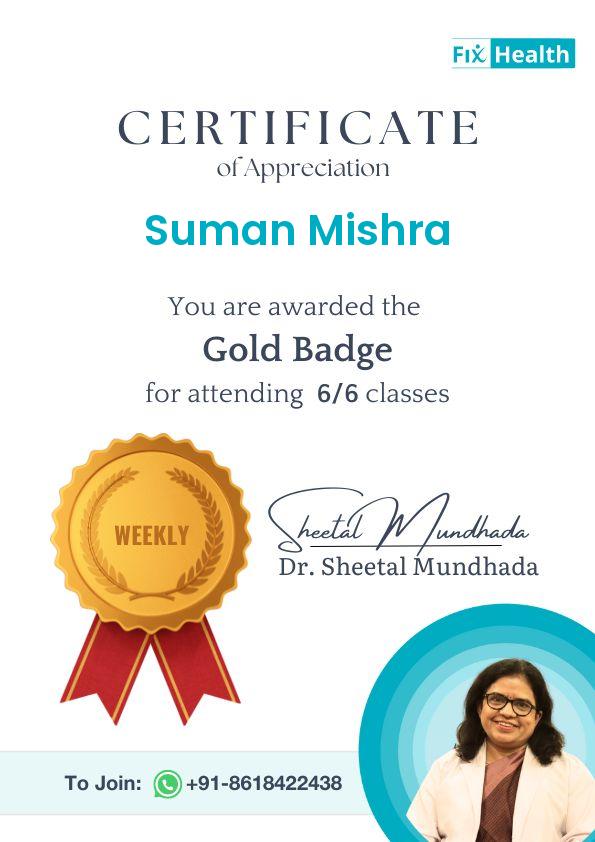 Fix Health
CERTIFICATE
of Appreciation
Suman Mishra
You are awarded the
Gold Badge
for attending 6/6 classes
WEEKLY
Sheetal Mundhada
Dr. Sheetal Mundhada
To Join: +91-8618422438